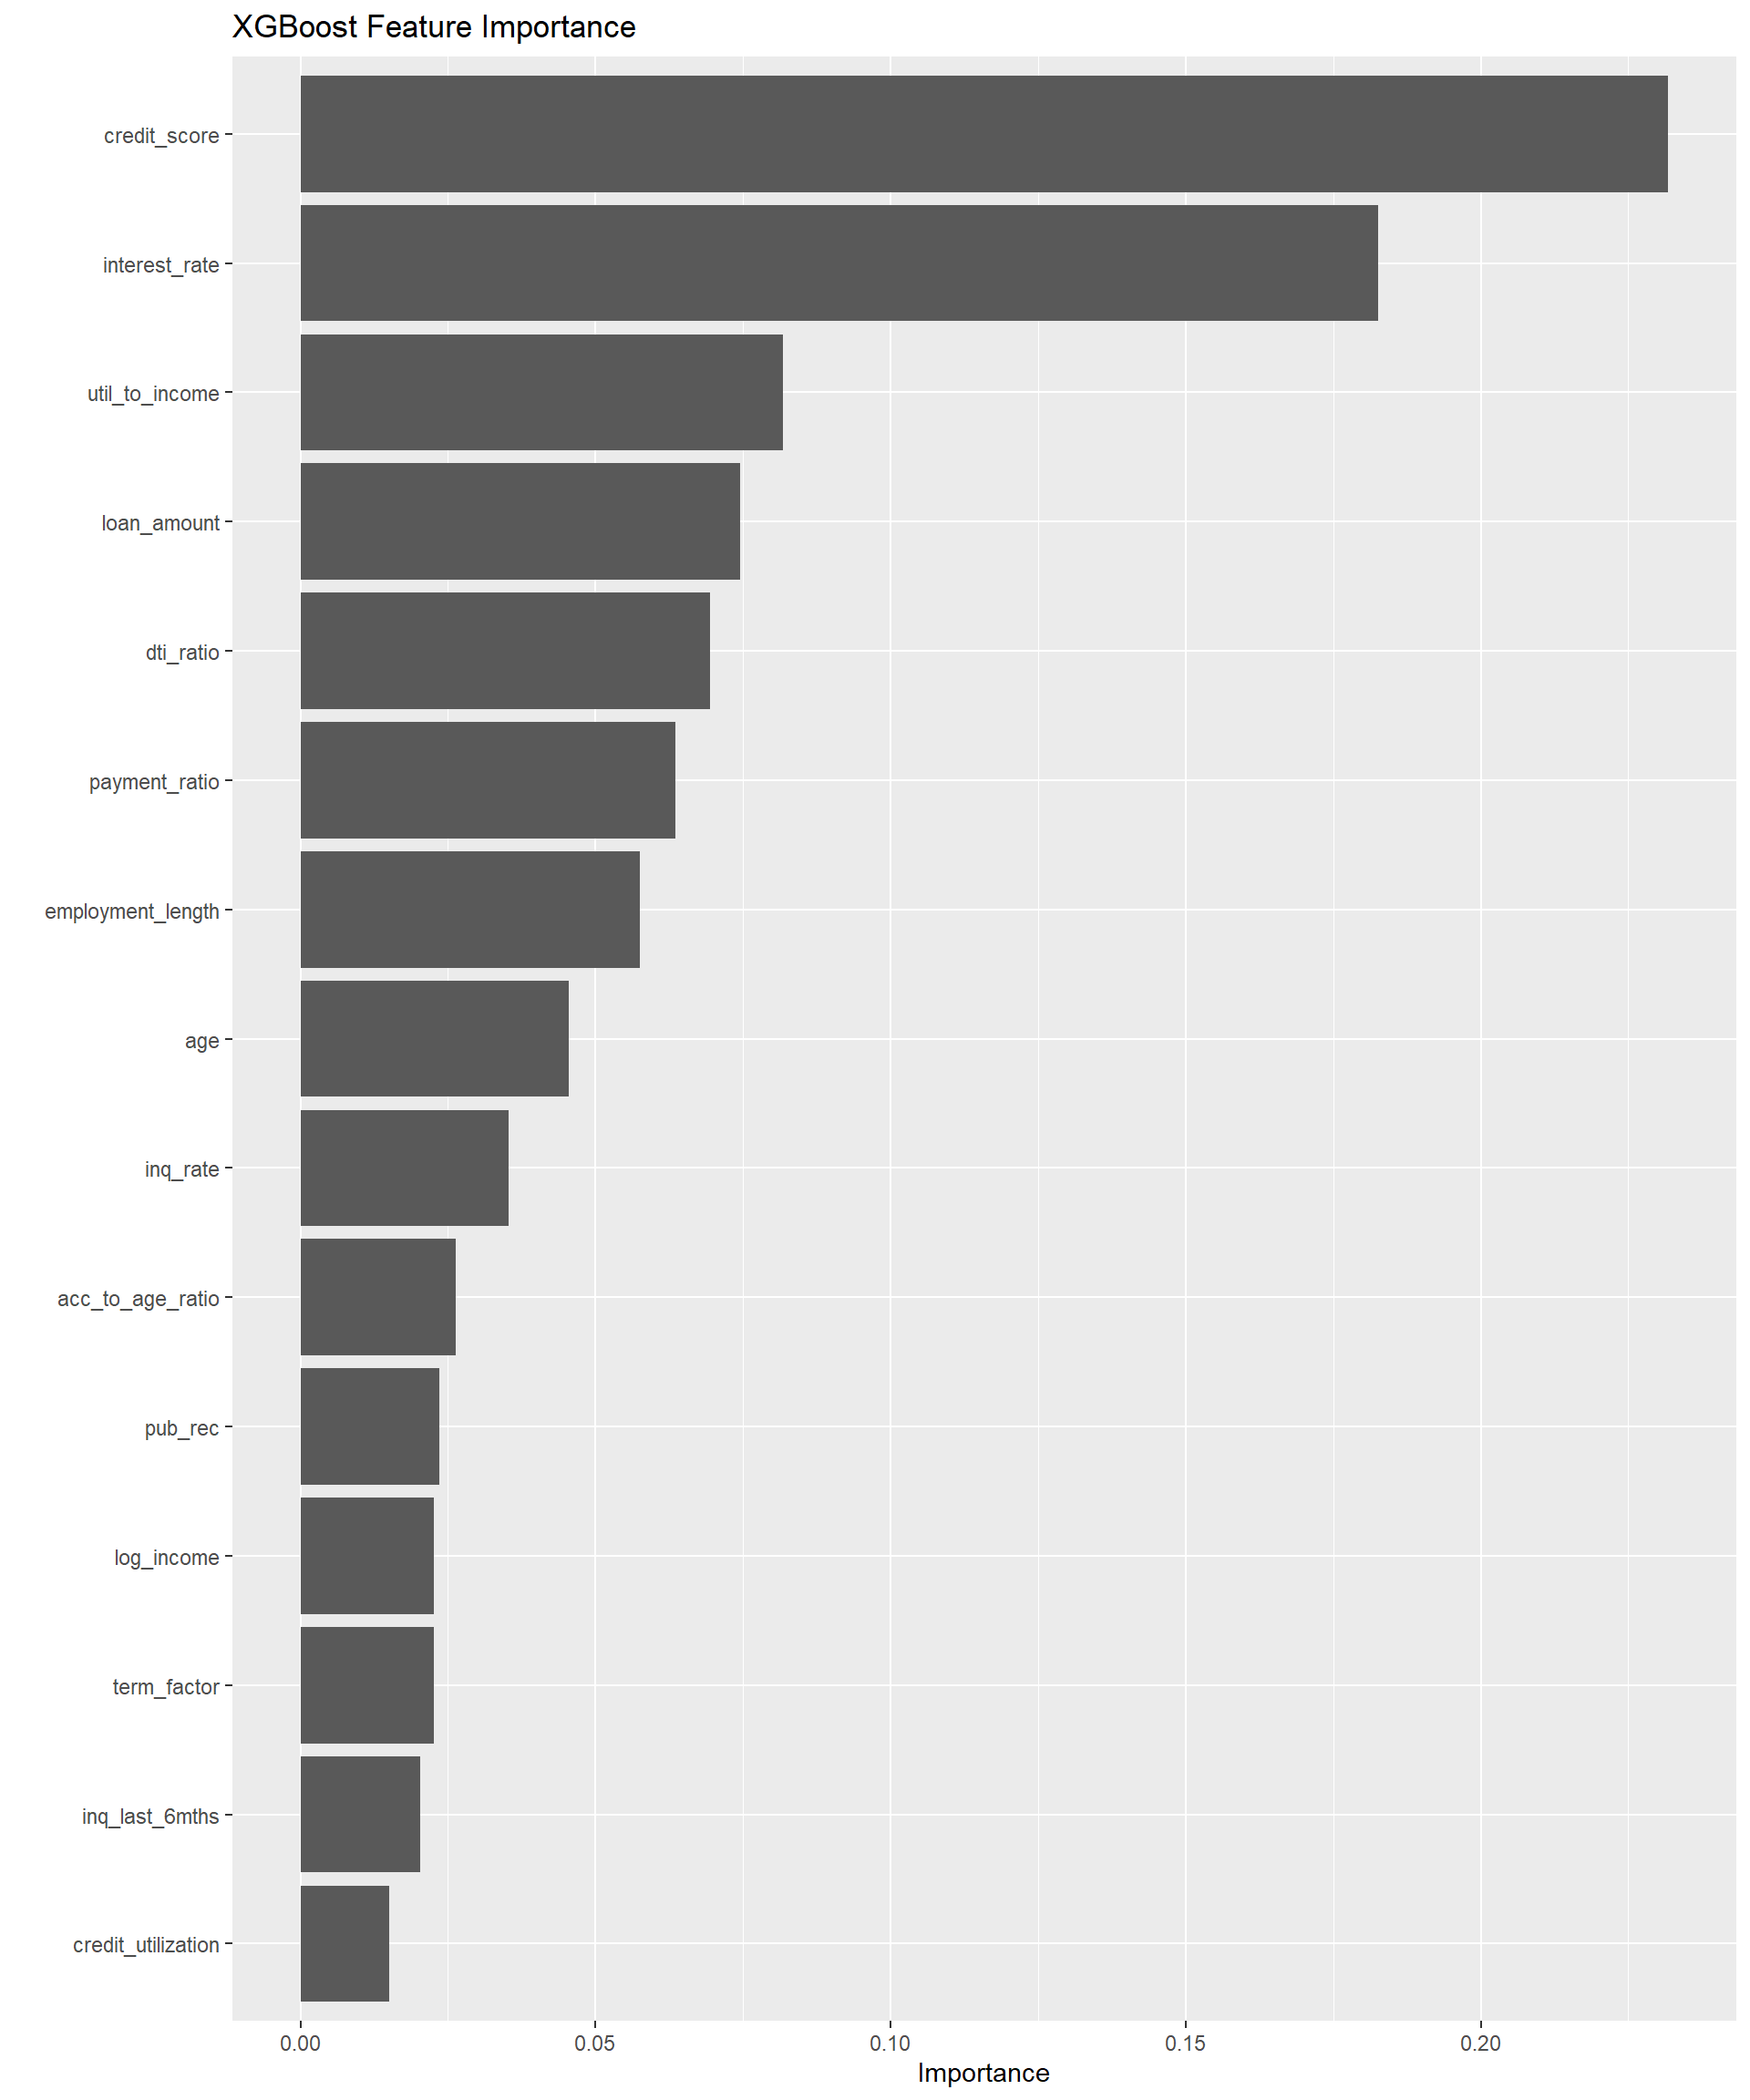 XGBoost Feature Importance
credit_score
interest_rate
util_to_income
loan_amount
dti_ratio
payment_ratio
employment_length
age
inq_rate
acc_to_age_ratio
pub_rec
log_income
term_factor
inq_last_6mths
credit_utilization
0.00 0.05 0.10 0.15 0.20
Importance